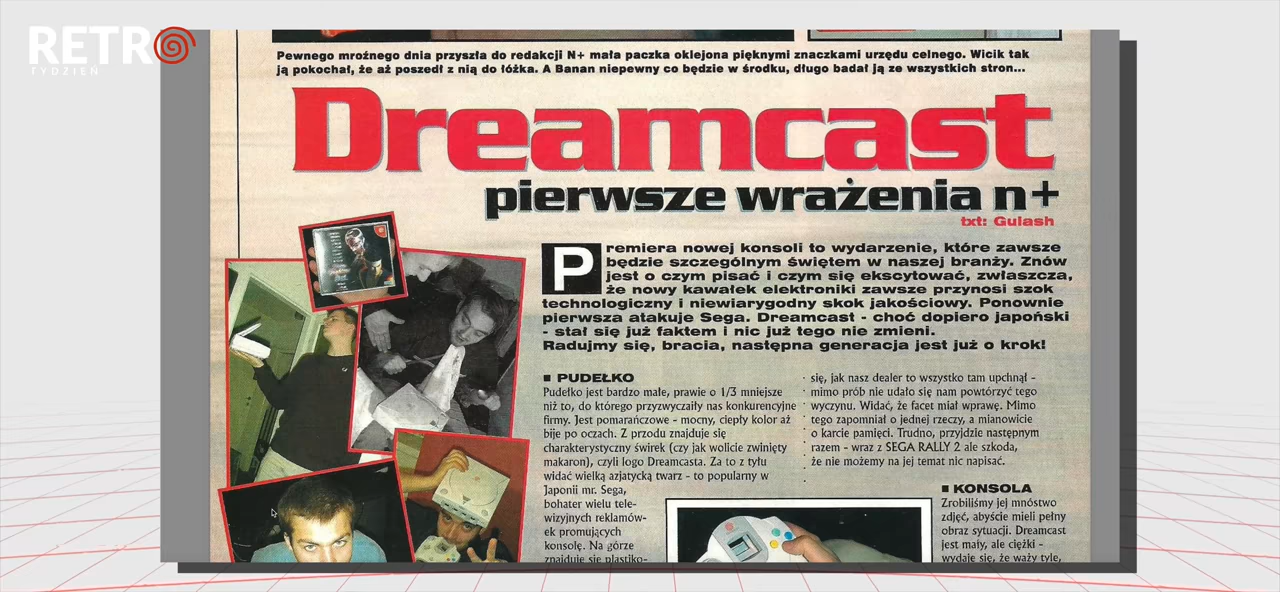 RETRO
TYDZIEŃ
Pewnego mroźnego dnia przyszła do redakcji N+ mała paczka oklejona pięknymi znaczkami urzędu celnego. Wicik tak
ją pokochał, że aż poszedł z nią do łóżka. A Banan niepewny co będzie w środku, długo badał ją ze wszystkich stron...
Dreamcast
pierwsze wrażenia n+
txt: Gulash
Premiera nowej konsoli to wydarzenie, które zawsze
będzie szczególnym świętem w naszej branży. Znów
jest o czym pisać i czym się ekscytować, zwłaszcza,
że nowy kawałek elektroniki zawsze przynosi szok
technologiczny i niewiarygodny skok jakościowy. Ponownie
pierwsza atakuje Sega. Dreamcast - choć dopiero japoński
- stał się już faktem i nic już tego nie zmieni.
Radujmy się, bracia, następna generacja jest już o krok!
■ PUDEŁKO
Pudełko jest bardzo małe, prawie o 1/3 mniejsze
niż to, do którego przyzwyczaiły nas konkurencyjne
firmy. Jest pomarańczowe - mocny, ciepły kolor aż
bije po oczach. Z przodu znajduje się
charakterystyczny świrek (czy jak wolicie zwinięty
makaron), czyli logo Dreamcasta. Za to z tyłu
widać wielką azjatycką twarz - to popularny w
Japonii mr. Sega,
bohater wielu tele-
wizyjnych reklamów-
ek promujących
konsolę. Na górze
znajduje się plastiko-
się, jak nasz dealer to wszystko tam upchnął -
mimo prób nie udało się nam powtórzyć tego
wyczynu. Widać, że facet miał wprawę. Mimo
tego zapomniał o jednej rzeczy, a mianowicie
o karcie pamięci. Trudno, przyjdzie następnym
razem - wraz z SEGA RALLY 2 ale szkoda,
że nie możemy na jej temat nic napisać.
■ KONSOLA
Zrobiliśmy jej mnóstwo
zdjęć, abyście mieli pełny
obraz sytuacji. Dreamcast
jest mały, ale ciężki -
wydaje się, że waży tyle,